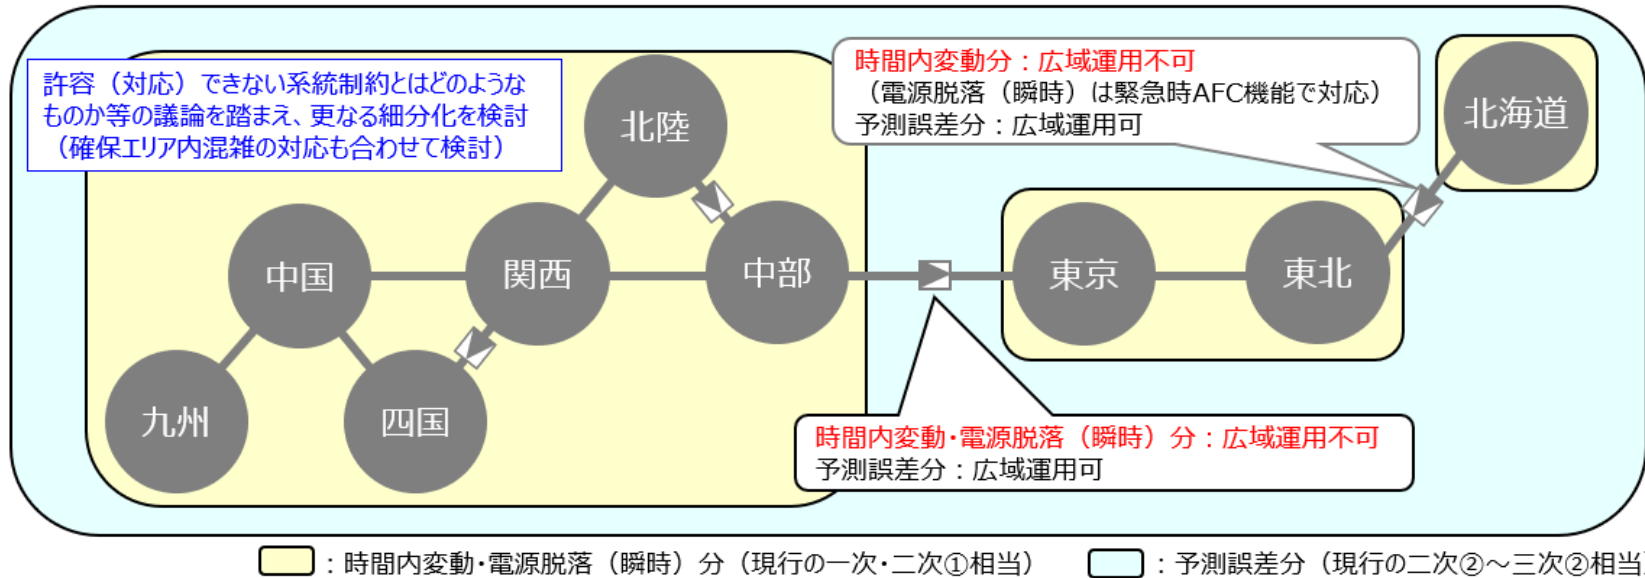 許容（対応）できない系統制約とはどのような
ものか等の議論を踏まえ、更なる細分化を検討
（確保エリア内混雑の対応も合わせて検討）
時間内変動分：広域運用不可
（電源脱落（瞬時）は緊急時AFC機能で対応）
予測誤差分：広域運用可
北海道
北陸
中国
関西
中部
東京
東北
九州
四国
時間内変動・電源脱落（瞬時）分：広域運用不可
予測誤差分：広域運用可
：時間内変動・電源脱落（瞬時）分（現行の一次・二次①相当）
：予測誤差分（現行の二次②～三次②相当